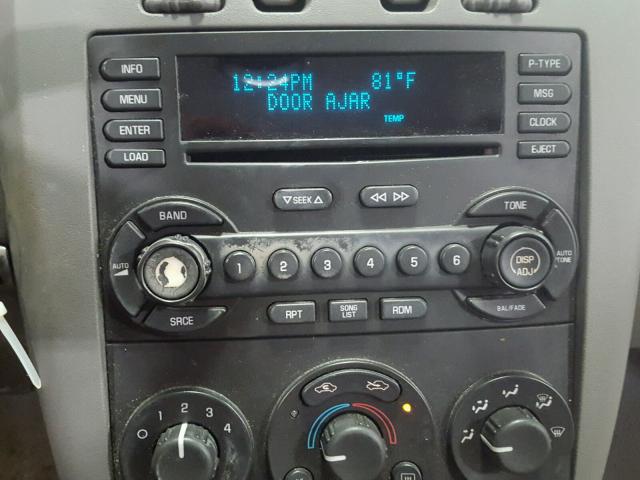 12:24PM 81°F
DOOR AJAR
TEMP
INFO
MENU
ENTER
LOAD
P-TYPE
MSG
CLOCK
EJECT
▽ SEEK △
◁◁ ▷▷
BAND
TONE
AUTO
1 2 3 4 5 6
DISP
ADJ
AUTO
TONE
SRCE
RPT
SONG
LIST
RDM
BAL/FADE
0 1 2 3 4